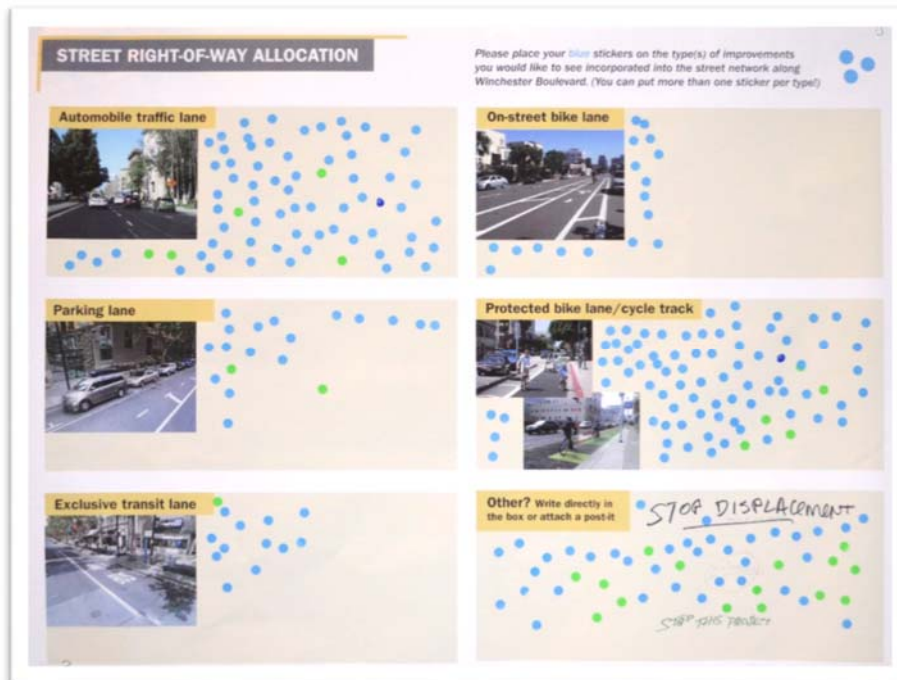 STREET RIGHT-OF-WAY ALLOCATION
Please place your blue stickers on the type(s) of improvements
you would like to see incorporated into the street network along
Winchester Boulevard. (You can put more than one sticker per type!)
Automobile traffic lane
On-street bike lane
Parking lane
Protected bike lane/cycle track
Exclusive transit lane
Other? Write directly in
the box or attach a post-it
STOP DISPLACEMENT
STOP THIS PROJECT